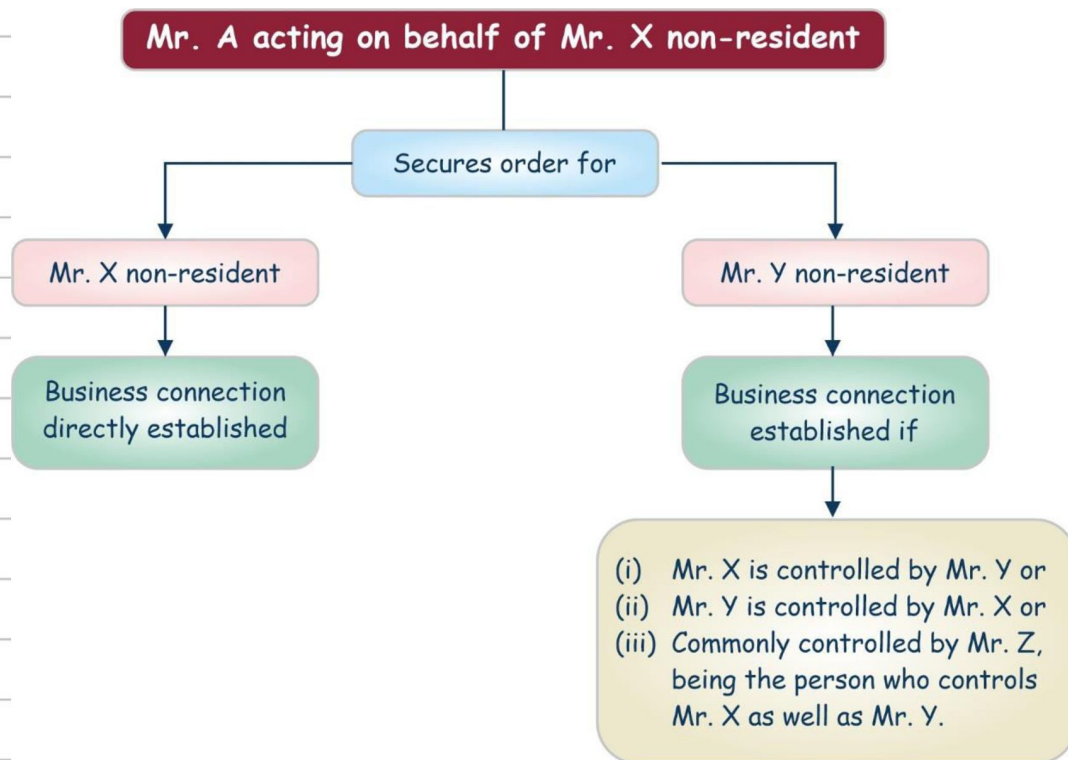 Mr. A acting on behalf of Mr. X non-resident
Secures order for
Mr. X non-resident
Business connection
directly established
Mr. Y non-resident
Business connection
established if
(i) Mr. X is controlled by Mr. Y or
(ii) Mr. Y is controlled by Mr. X or
(iii) Commonly controlled by Mr. Z,
being the person who controls
Mr. X as well as Mr. Y.